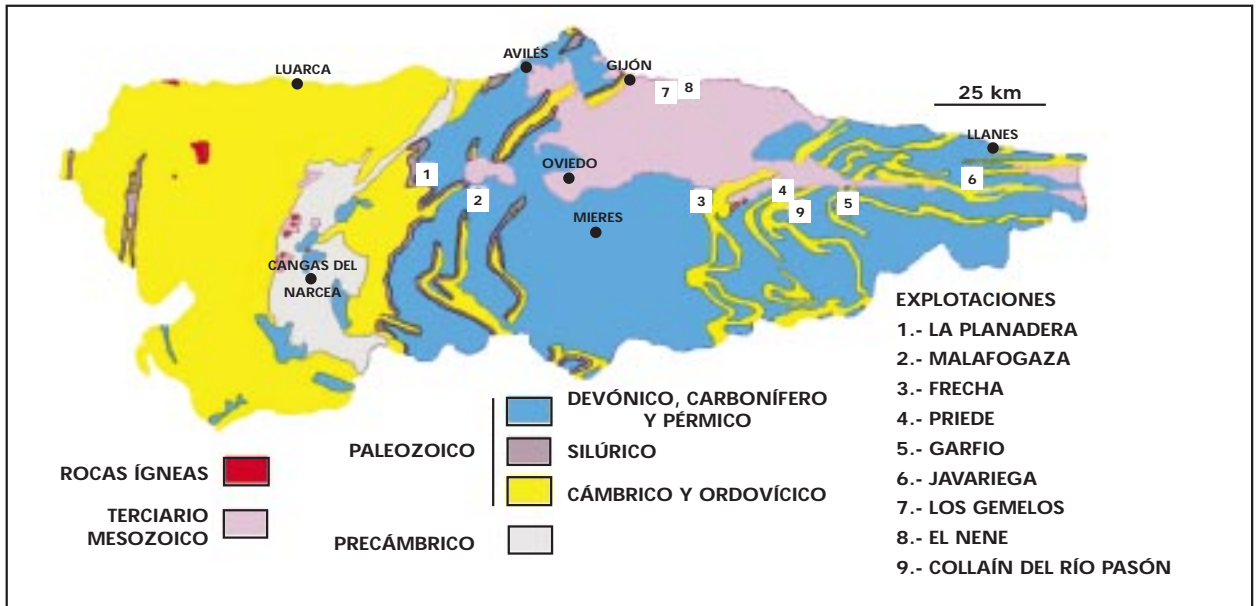 LUARCA
AVILÉS
GIJÓN
7
8
25 km
LLANES
OVIEDO
1
2
3
4
5
6
9
MIERES
CANGAS DEL
NARCEA
EXPLOTACIONES
1.- LA PLANADERA
2.- MALAFOGAZA
3.- FRECHA
4.- PRIEDE
5.- GARFIO
6.- JAVARIEGA
7.- LOS GEMELOS
8.- EL NENE
9.- COLLAÍN DEL RÍO PASÓN
ROCAS ÍGNEAS
TERCIARIO
MESOZOICO
PALEOZOICO
DEVÓNICO, CARBONÍFERO
Y PÉRMICO
SILÚRICO
CÁMBRICO Y ORDOVÍCICO
PRECÁMBRICO